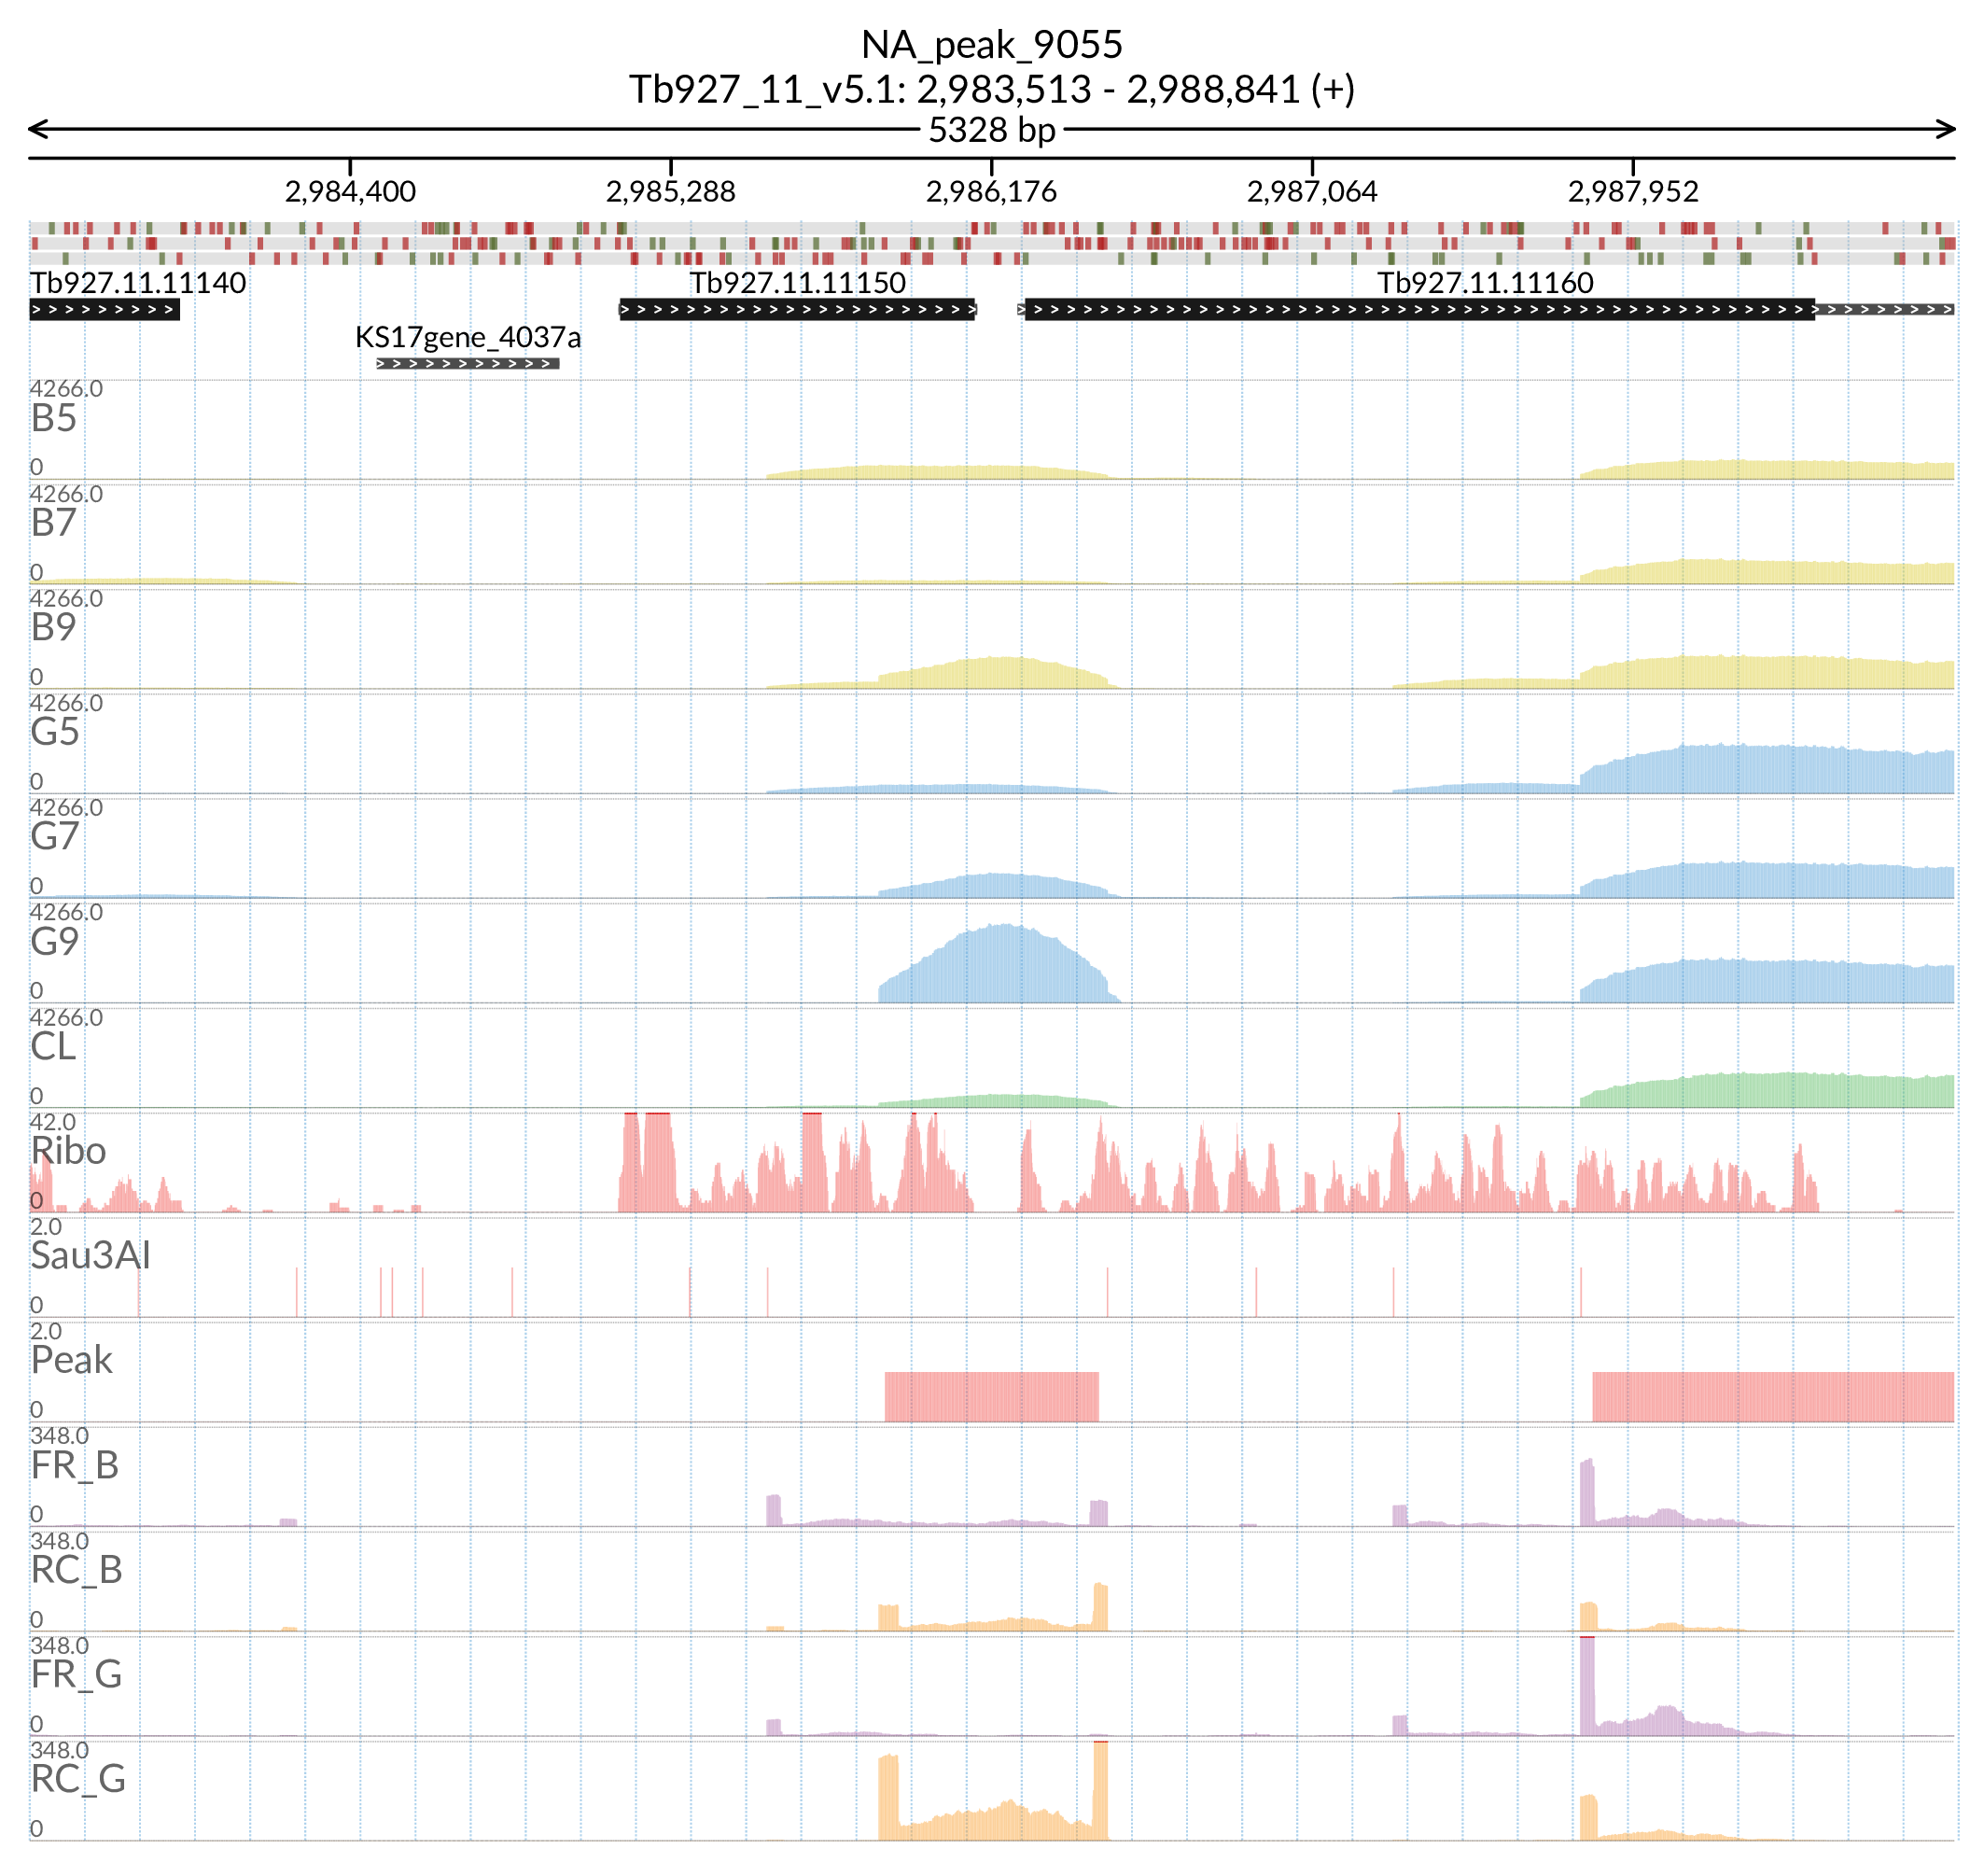 NA_peak_9055
Tb927_11_v5.1: 2,983,513 - 2,988,841 (+)
5328 bp
2,984,400 2,985,288 2,986,176 2,987,064 2,987,952
Tb927.11.11140 Tb927.11.11150 Tb927.11.11160
KS17gene_4037a
4266.0
B5
0
4266.0
B7
0
4266.0
B9
0
4266.0
G5
0
4266.0
G7
0
4266.0
G9
0
4266.0
CL
0
42.0
Ribo
0
2.0
Sau3AI
0
2.0
Peak
0
348.0
FR_B
0
348.0
RC_B
0
348.0
FR_G
0
348.0
RC_G
0